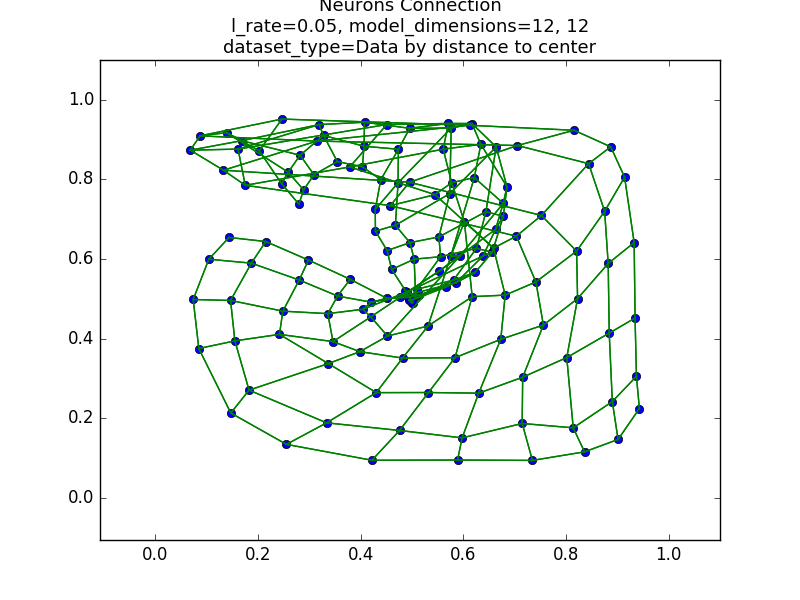 Neurons Connection
l_rate=0.05, model_dimensions=12, 12
dataset_type=Data by distance to center
1.0
0.8
0.6
0.4
0.2
0.0
0.0 0.2 0.4 0.6 0.8 1.0